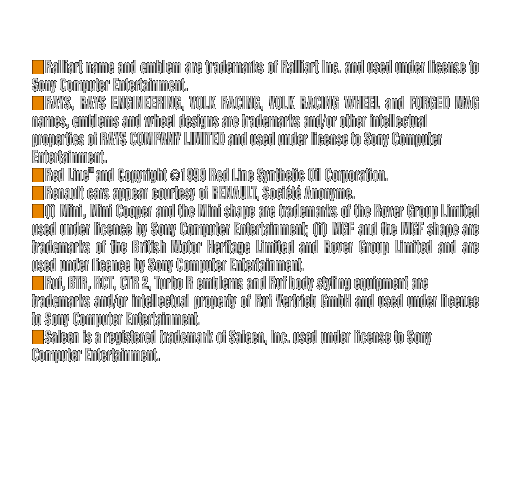 Ralliart name and emblem are trademarks of Ralliart Inc. and used under license to
Sony Computer Entertainment.
RAYS, RAYS ENGINEERING, VOLK RACING, VOLK RACING WHEEL and FORGED MAG
names, emblems and wheel designs are trademarks and/or other intellectual
properties of RAYS COMPANY LIMITED and used under license to Sony Computer
Entertainment.
Red Line® and Copyright ©1999 Red Line Synthetic Oil Corporation.
Renault cars appear courtesy of RENAULT, Société Anonyme.
(i) Mini, Mini Cooper and the Mini shape are trademarks of the Rover Group Limited
used under licence by Sony Computer Entertainment; (ii) MGF and the MGF shape are
trademarks of the British Motor Heritage Limited and Rover Group Limited and are
used under licence by Sony Computer Entertainment.
Ruf, BTR, RCT, CTR 2, Turbo R emblems and Ruf body styling equipment are
trademarks and/or intellectual property of Ruf Vertrieb GmbH and used under licence
to Sony Computer Entertainment.
Saleen is a registered trademark of Saleen, Inc. used under license to Sony
Computer Entertainment.